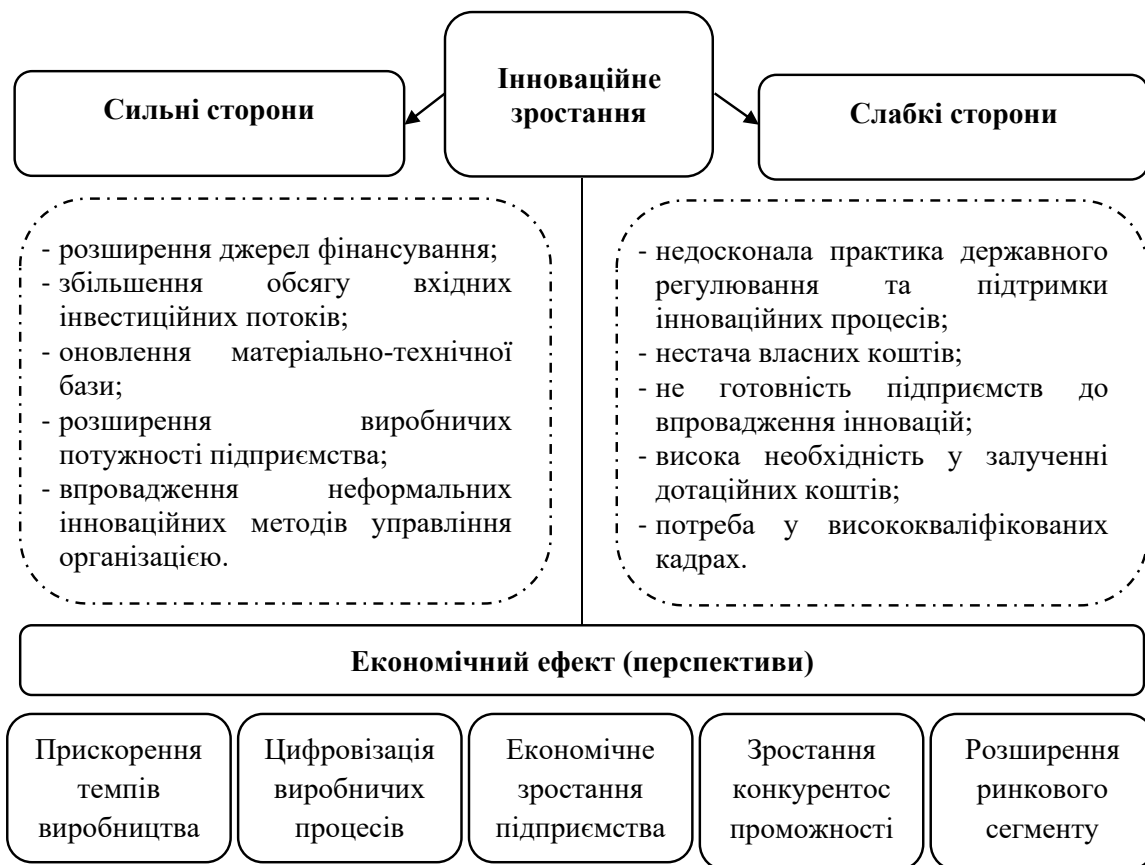 Інноваційне
зростання
Сильні сторони
Слабкі сторони
- розширення джерел фінансування;
- збільшення обсягу вхідних
інвестиційних потоків;
- оновлення матеріально-технічної
бази;
- розширення виробничих
потужності підприємства;
- впровадження неформальних
інноваційних методів управління
організацією.
- недосконала практика державного
регулювання та підтримки
інноваційних процесів;
- нестача власних коштів;
- не готовність підприємств до
впровадження інновацій;
- висока необхідність у залученні
дотаційних коштів;
- потреба у висококваліфікованих
кадрах.
Економічний ефект (перспективи)
Прискорення
темпів
виробництва
Цифровізація
виробничих
процесів
Економічне
зростання
підприємства
Зростання
конкурентос
проможності
Розширення
ринкового
сегменту